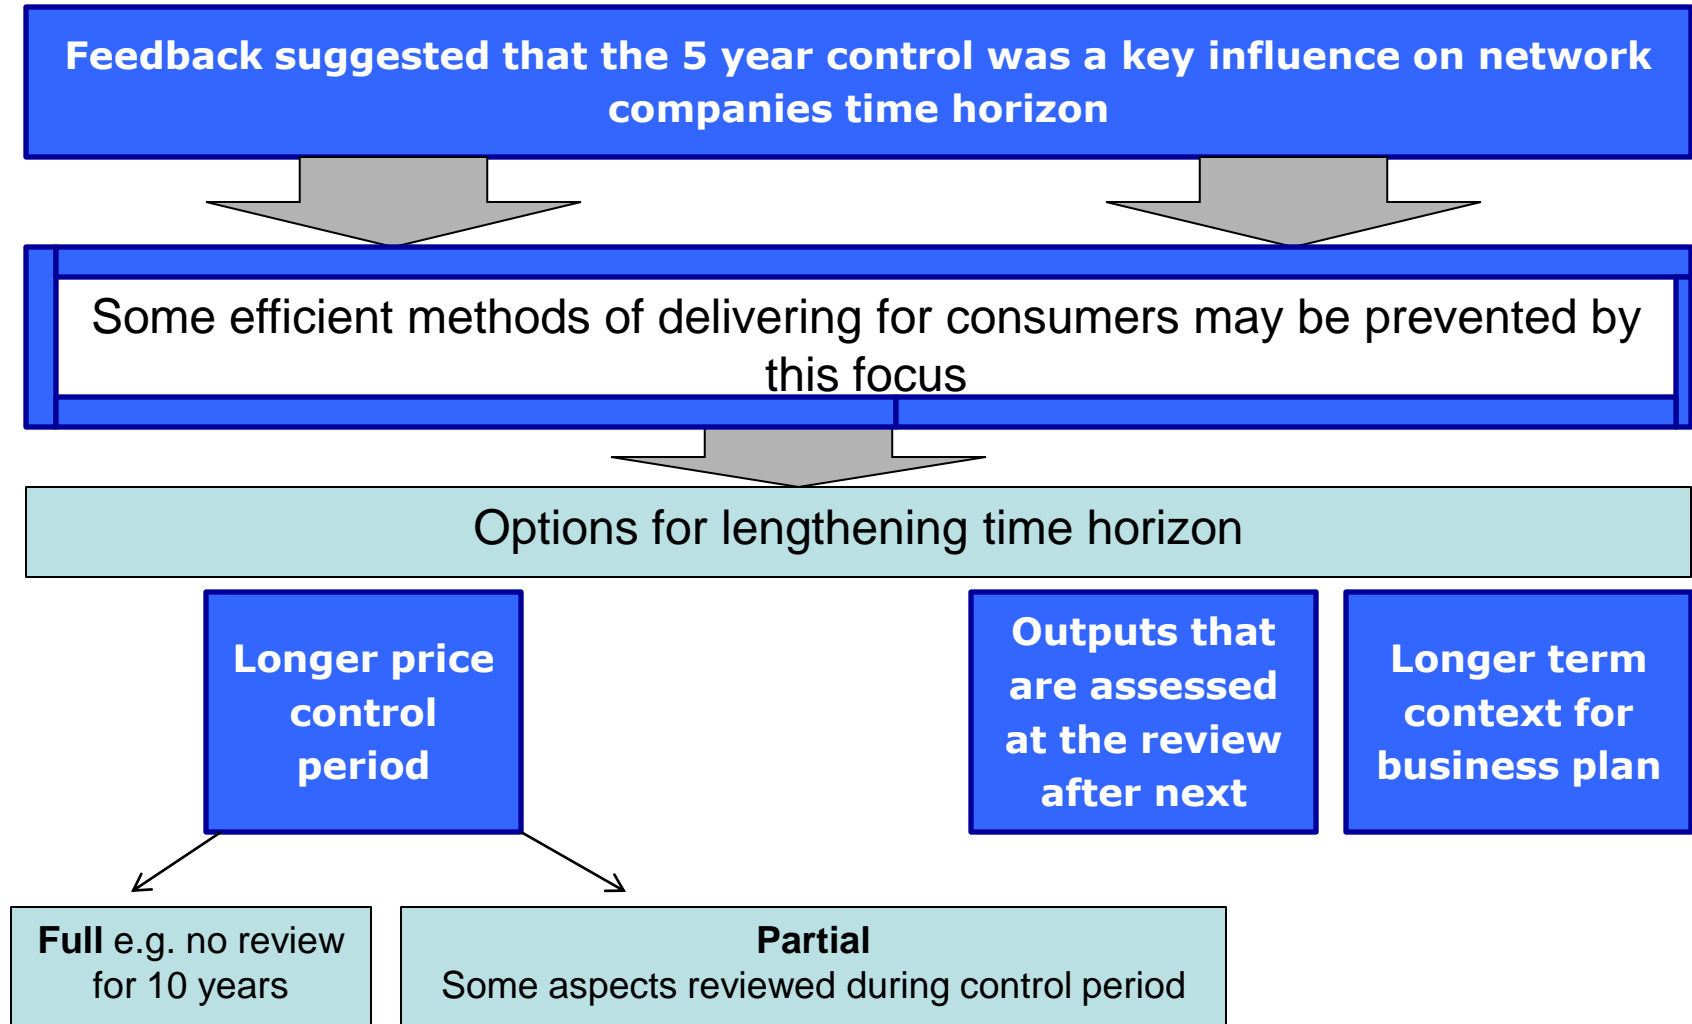 Feedback suggested that the 5 year control was a key influence on network
companies time horizon
Some efficient methods of delivering for consumers may be prevented by
this focus
Options for lengthening time horizon
Longer price
control
period
Outputs that
are assessed
at the review
after next
Longer term
context for
business plan
Full e.g. no review
for 10 years
Partial
Some aspects reviewed during control period